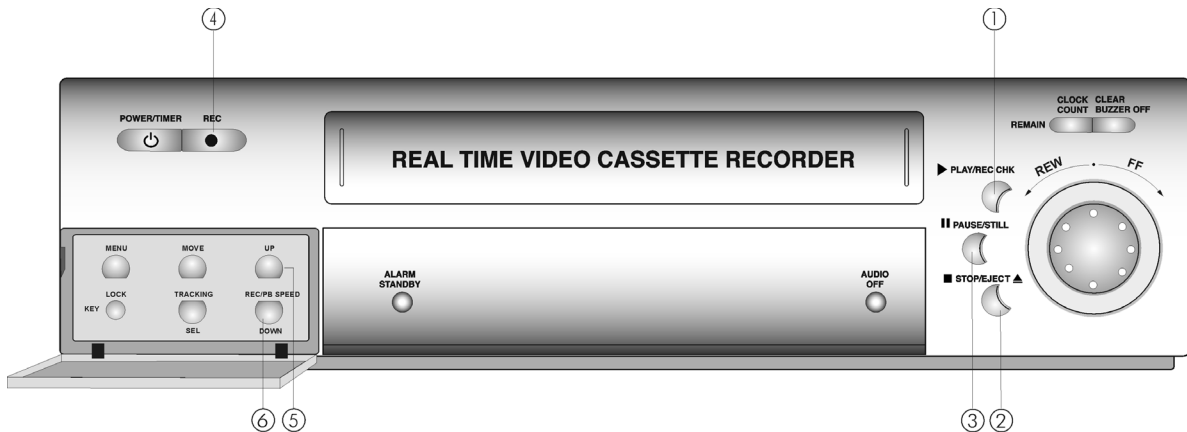 ④ ①
POWER/TIMER REC
CLOCK CLEAR
COUNT BUZZER OFF
REMAIN
REAL TIME VIDEO CASSETTE RECORDER
▶ PLAY/REC CHK
REW • FF
PAUSE/STILL
■ STOP/EJECT ▲
MENU MOVE UP
ALARM
STANDBY
AUDIO
OFF
LOCK TRACKING REC/PB SPEED
KEY
SEL DOWN
⑥ ⑤ ③ ②